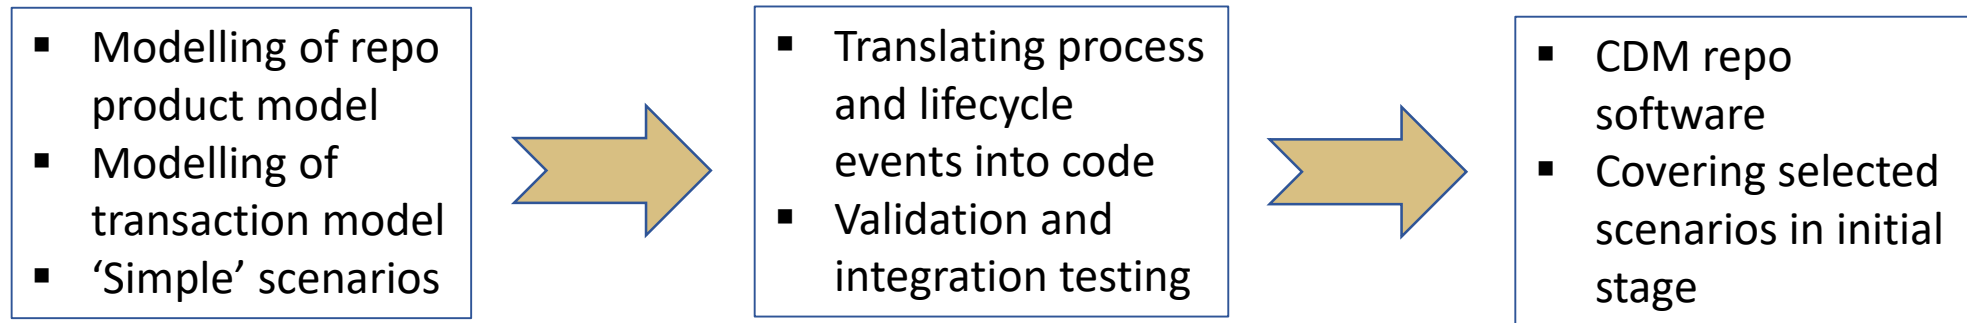 ▪ Modelling of repo
product model
▪ Modelling of
transaction model
▪ ‘Simple’ scenarios
▪ Translating process
and lifecycle
events into code
▪ Validation and
integration testing
▪ CDM repo
software
▪ Covering selected
scenarios in initial
stage